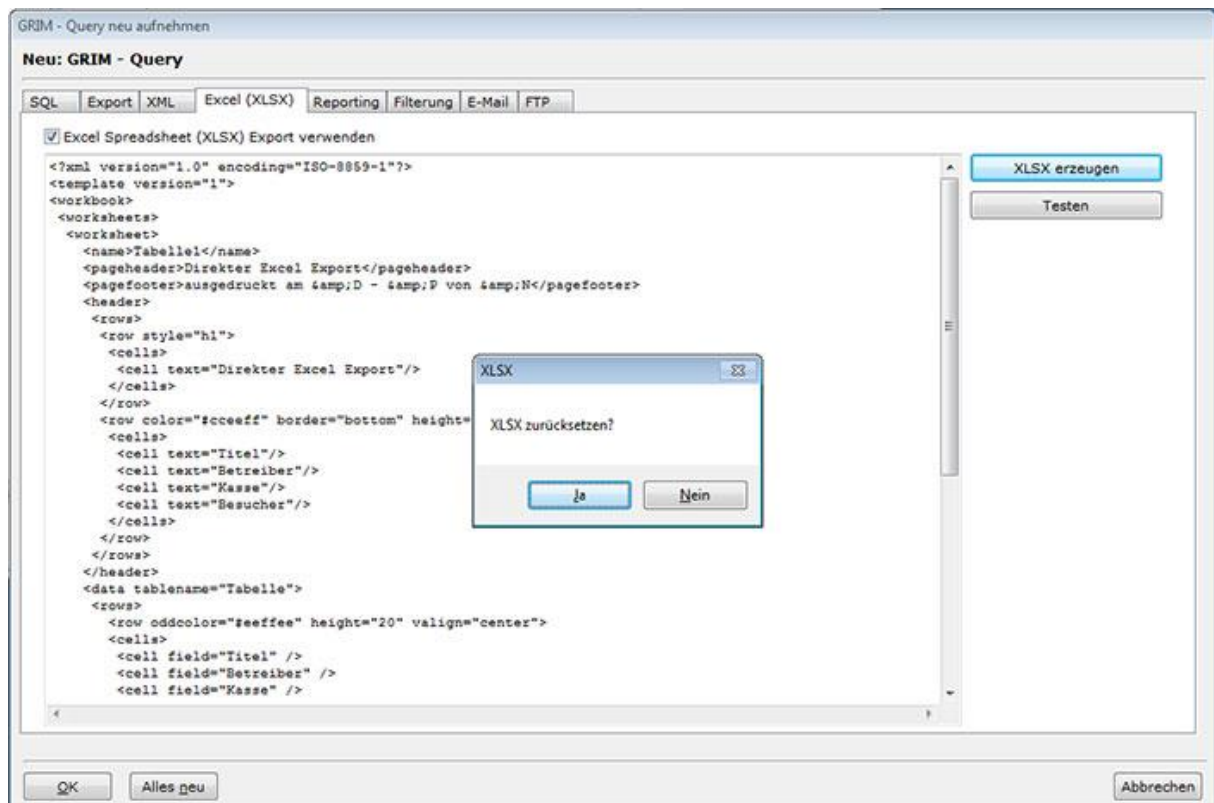 GRIM - Query neu aufnehmen
Neu: GRIM - Query
SQL Export XML Excel (XLSX) Reporting Filterung E-Mail FTP
Excel Spreadsheet (XLSX) Export verwenden
<?xml version="1.0" encoding="ISO-8859-1"?>
<template version="1">
<workbook>
<worksheets>
<worksheet>
<name>Tabelle1</name>
<pageheader>Direkter Excel Export</pageheader>
<pagefooter>ausgedruckt am &amp;D - &amp;P von &amp;N</pagefooter>
<header>
<rows>
<row style="h1">
<cells>
<cell text="Direkter Excel Export"/>
</cells>
</row>
<row color="#cceeff" border="bottom" height=
<cells>
<cell text="Titel"/>
<cell text="Betreiber"/>
<cell text="Kasse"/>
<cell text="Besucher"/>
</cells>
</row>
</rows>
</header>
<data tablename="Tabelle">
<rows>
<row oddcolor="#eeffee" height="20" valign="center">
<cells>
<cell field="Titel" />
<cell field="Betreiber" />
<cell field="Kasse" />
XLSX erzeugen
Testen
XLSX
XLSX zurücksetzen?
Ja Nein
OK Alles neu Abbrechen